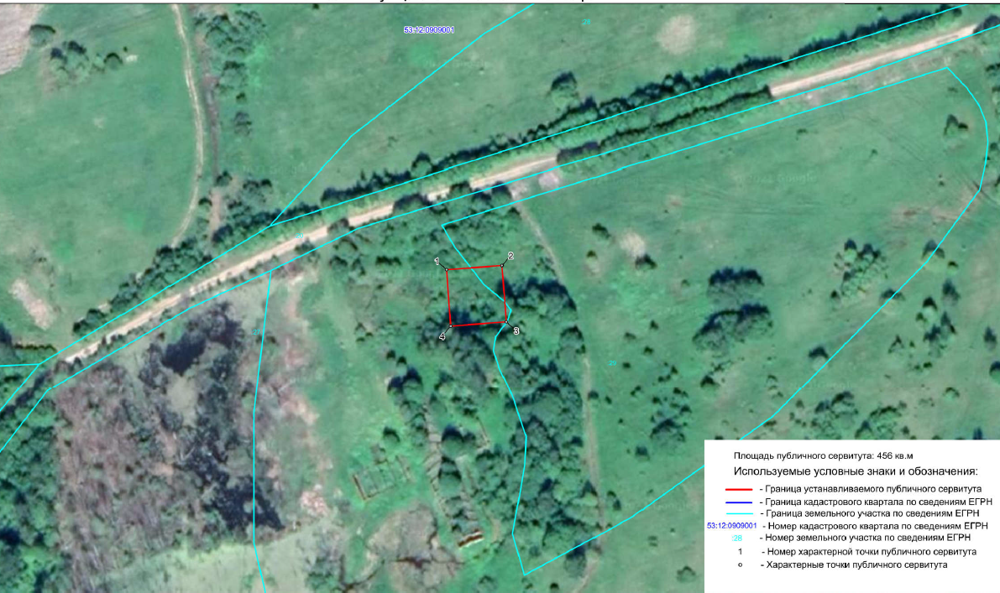 53:12:0909001
:28
1
2
3
4
Площадь публичного сервитута: 456 кв.м
Используемые условные знаки и обозначения:
- Граница устанавливаемого публичного сервитута
- Граница кадастрового квартала по сведениям ЕГРН
- Граница земельного участка по сведениям ЕГРН
53:12:0909001 - Номер кадастрового квартала по сведениям ЕГРН
:28 - Номер земельного участка по сведениям ЕГРН
1 - Номер характерной точки публичного сервитута
- Характерные точки публичного сервитута